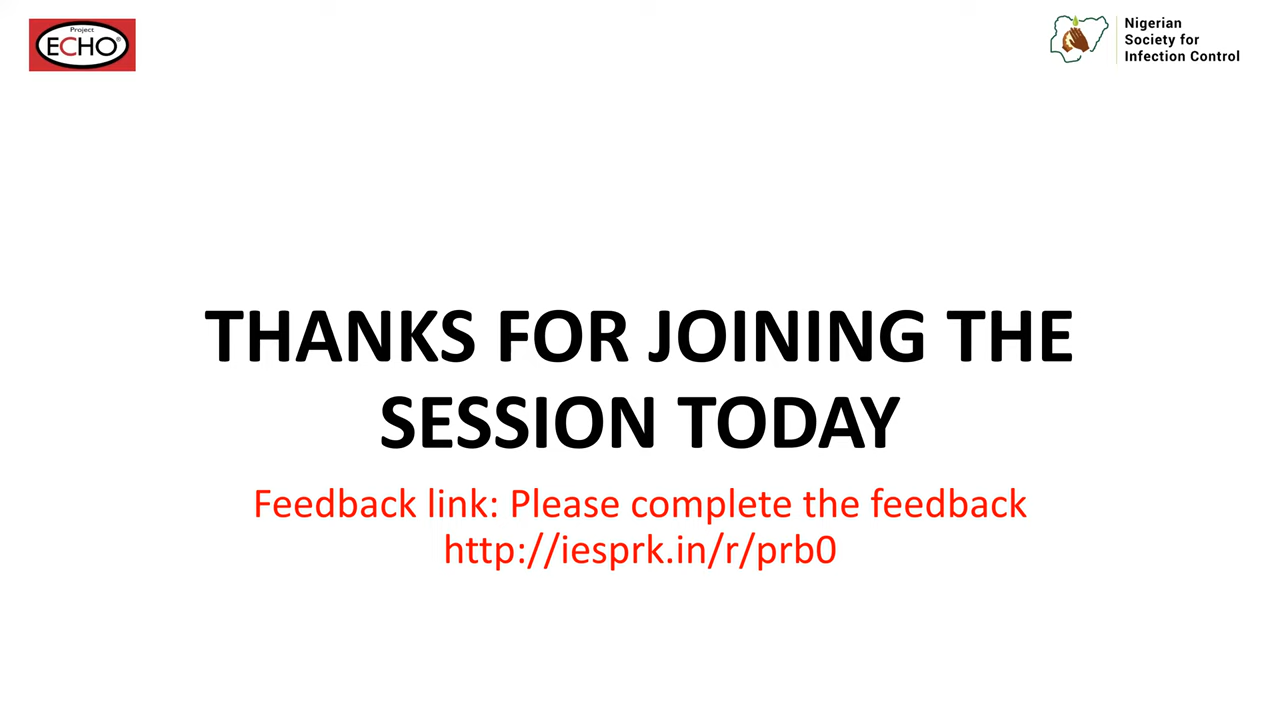 Project
ECHO®
Nigerian
Society for
Infection Control
THANKS FOR JOINING THE
SESSION TODAY
Feedback link: Please complete the feedback
http://iesprk.in/r/prb0